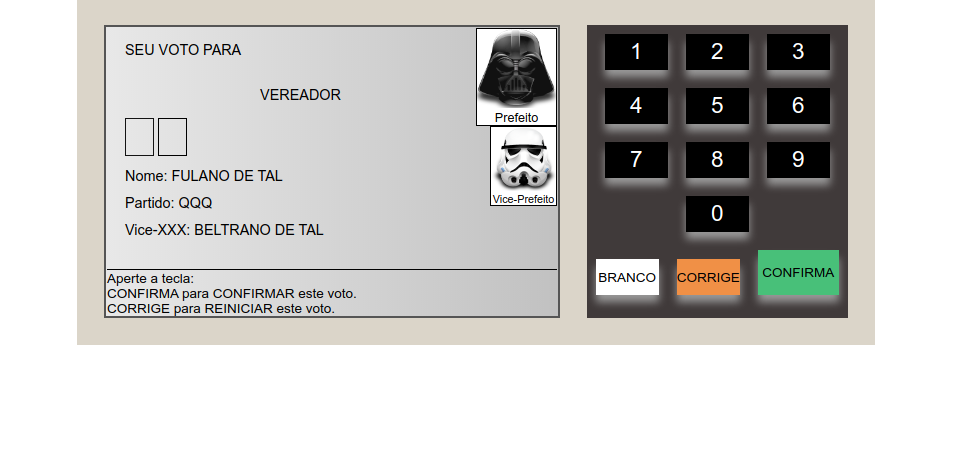 SEU VOTO PARA
VEREADOR
Prefeito
Vice-Prefeito
Nome: FULANO DE TAL
Partido: QQQ
Vice-XXX: BELTRANO DE TAL
Aperte a tecla:
CONFIRMA para CONFIRMAR este voto.
CORRIGE para REINICIAR este voto.
1 2 3
4 5 6
7 8 9
0
BRANCO CORRIGE CONFIRMA